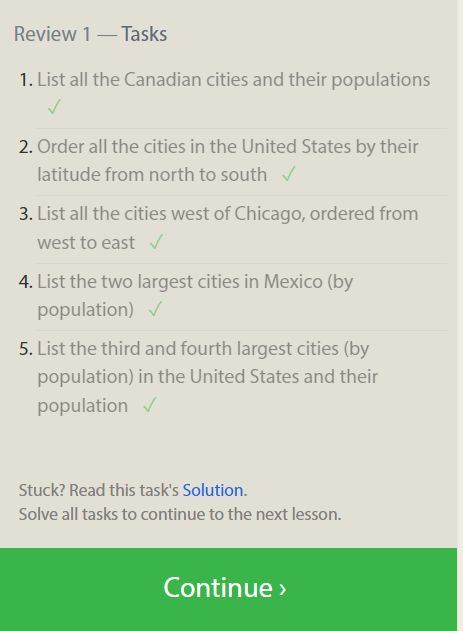 Review 1 — Tasks
1. List all the Canadian cities and their populations
✓
2. Order all the cities in the United States by their
latitude from north to south ✓
3. List all the cities west of Chicago, ordered from
west to east ✓
4. List the two largest cities in Mexico (by
population) ✓
5. List the third and fourth largest cities (by
population) in the United States and their
population ✓
Stuck? Read this task's Solution.
Solve all tasks to continue to the next lesson.
Continue ›